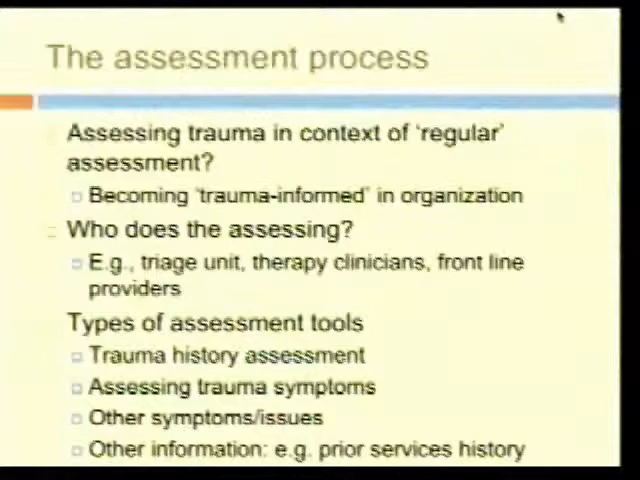 The assessment process
Assessing trauma in context of 'regular'
assessment?
Becoming 'trauma-informed' in organization
Who does the assessing?
E.g., triage unit, therapy clinicians, front line
providers
Types of assessment tools
Trauma history assessment
Assessing trauma symptoms
Other symptoms/issues
Other information: e.g. prior services history